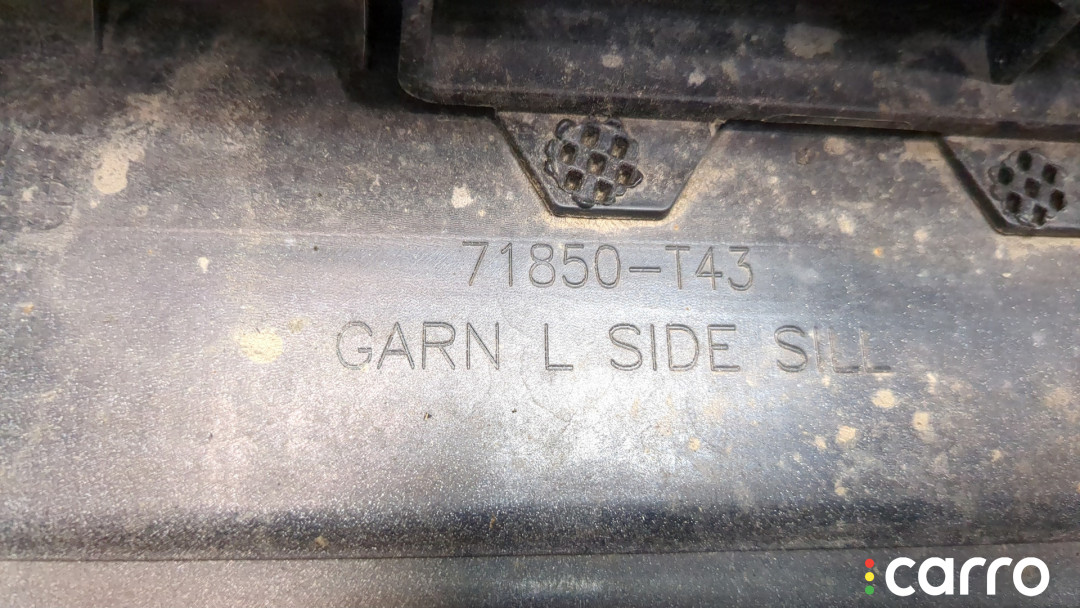 71850-T43
GARN L SIDE SILL
carro